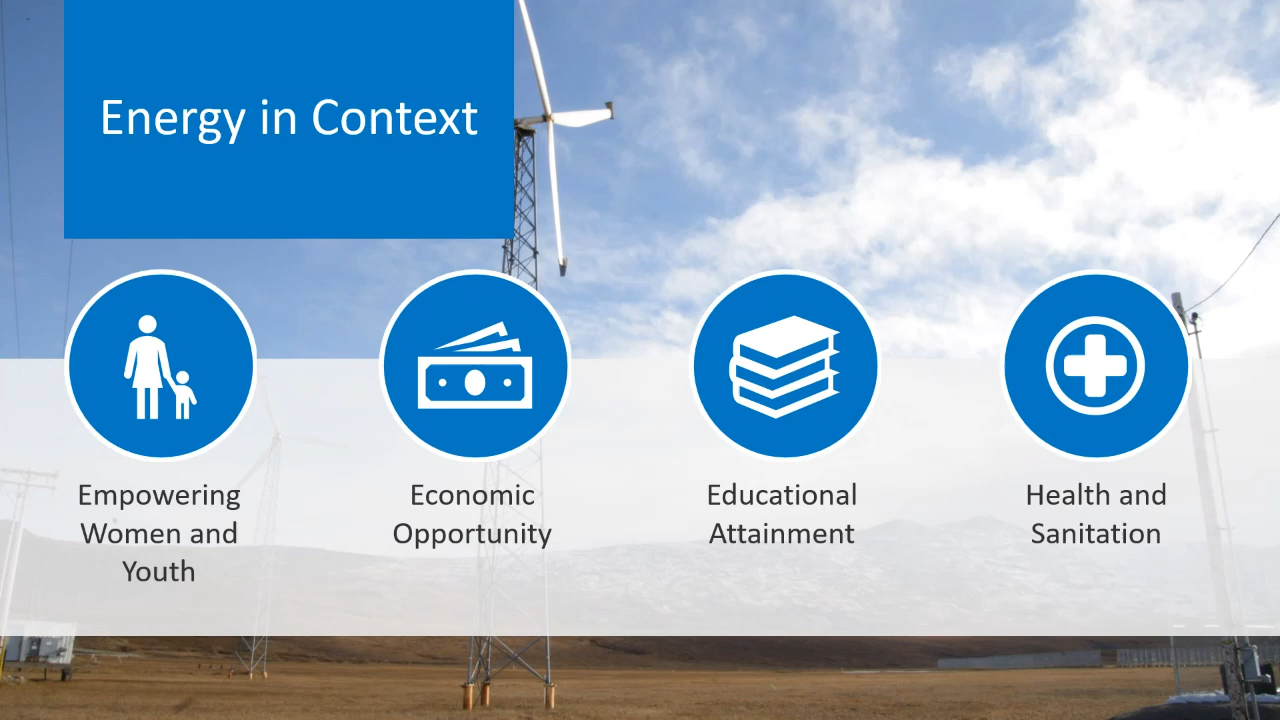 Energy in Context
Empowering
Women and
Youth
Economic
Opportunity
Educational
Attainment
Health and
Sanitation